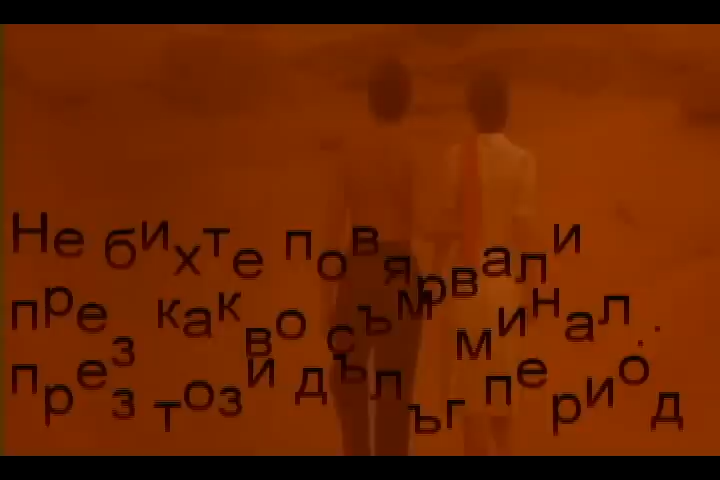 Не бихте повярвали
през какво съм минал..
през този дълъг период